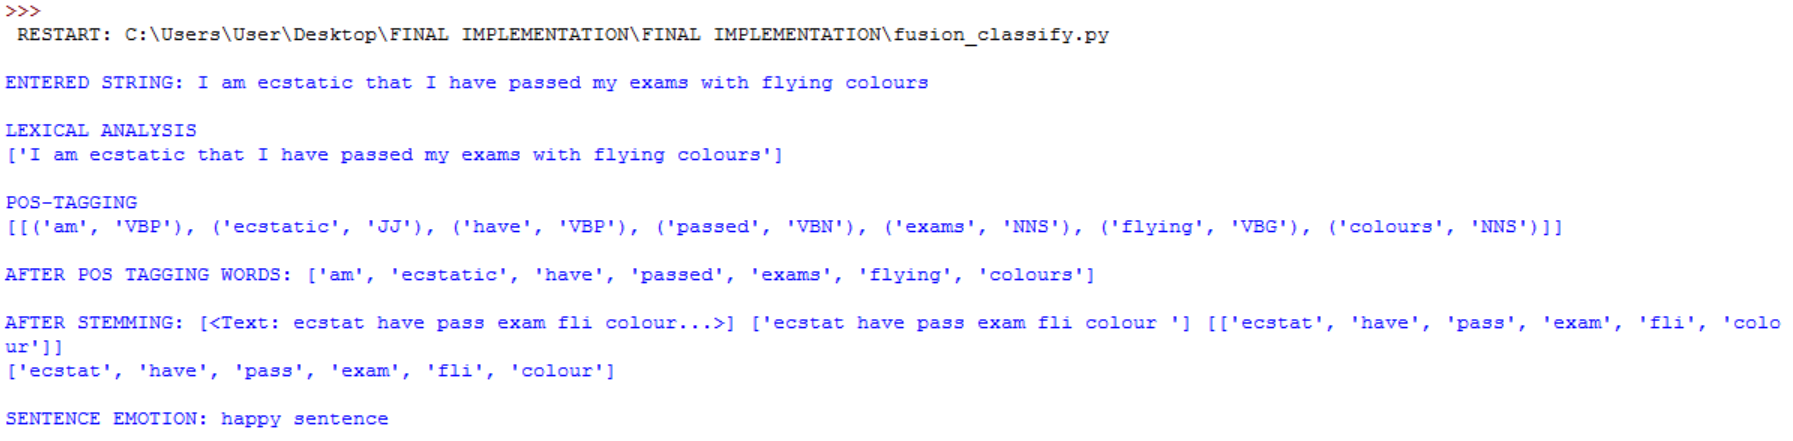 >>>
RESTART: C:\Users\User\Desktop\FINAL IMPLEMENTATION\FINAL IMPLEMENTATION\fusion_classify.py
ENTERED STRING: I am ecstatic that I have passed my exams with flying colours
LEXICAL ANALYSIS
['I am ecstatic that I have passed my exams with flying colours']
POS-TAGGING
[[('am', 'VBP'), ('ecstatic', 'JJ'), ('have', 'VBP'), ('passed', 'VBN'), ('exams', 'NNS'), ('flying', 'VBG'), ('colours', 'NNS')]]
AFTER POS TAGGING WORDS: ['am', 'ecstatic', 'have', 'passed', 'exams', 'flying', 'colours']
AFTER STEMMING: [<Text: ecstat have pass exam fli colour...>] ['ecstat have pass exam fli colour '] [['ecstat', 'have', 'pass', 'exam', 'fli', 'colo
ur']]
['ecstat', 'have', 'pass', 'exam', 'fli', 'colour']
SENTENCE EMOTION: happy sentence